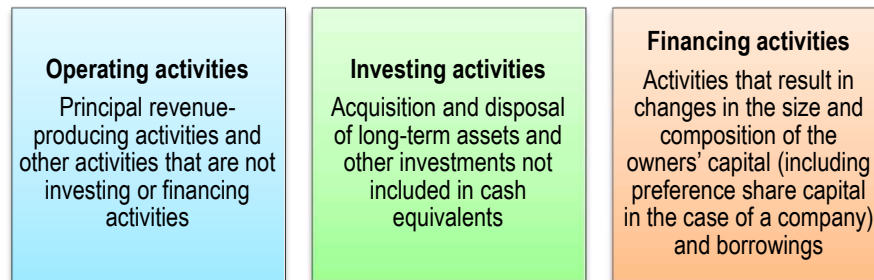 Operating activities
Principal revenue-
producing activities and
other activities that are not
investing or financing
activities
Investing activities
Acquisition and disposal
of long-term assets and
other investments not
included in cash
equivalents
Financing activities
Activities that result in
changes in the size and
composition of the
owners’ capital (including
preference share capital
in the case of a company)
and borrowings